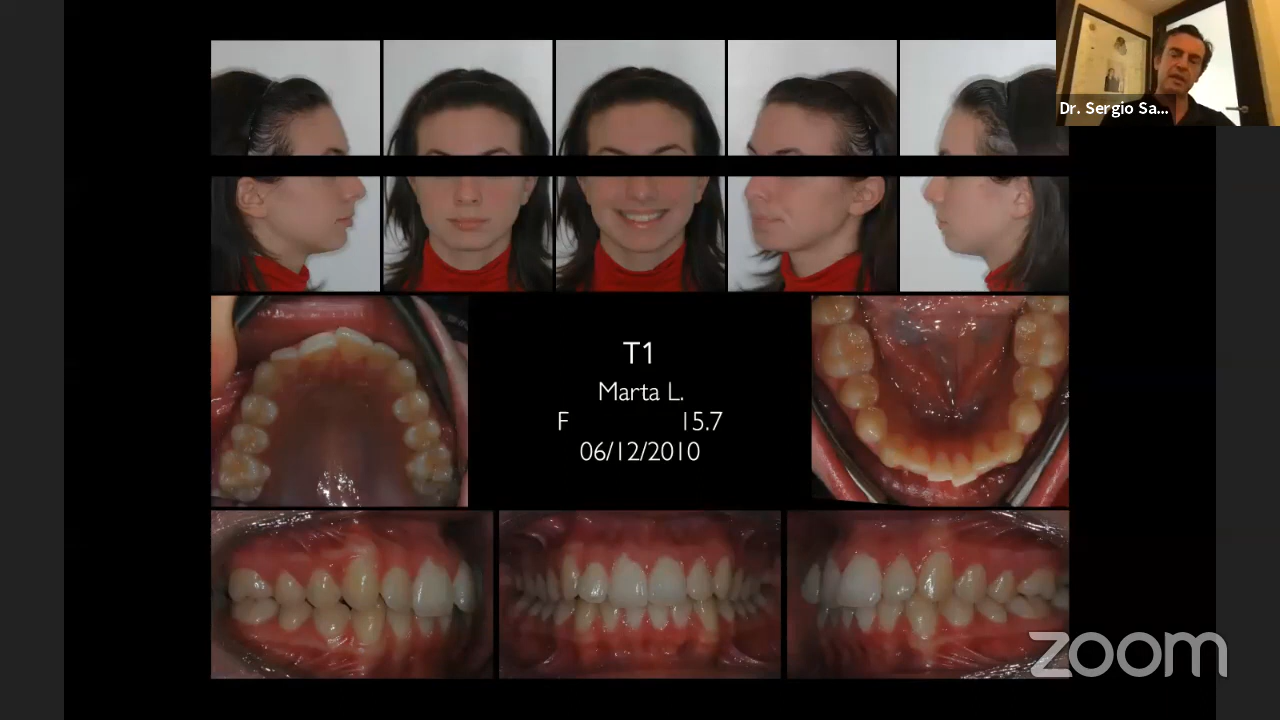 Dr. Sergio Sa...
T1
Marta L.
F 15.7
06/12/2010
zoom